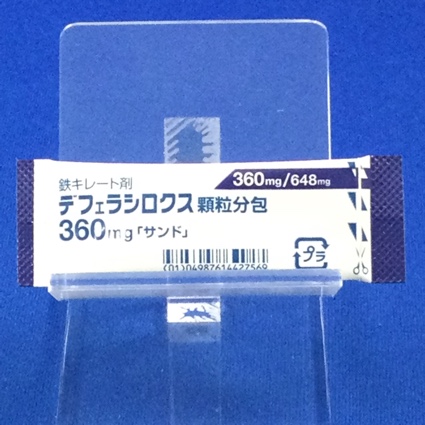 360mg/648mg
鉄キレート剤
デフェラシロクス顆粒分包
360mg「サンド」
(01)04987614427569
プラ